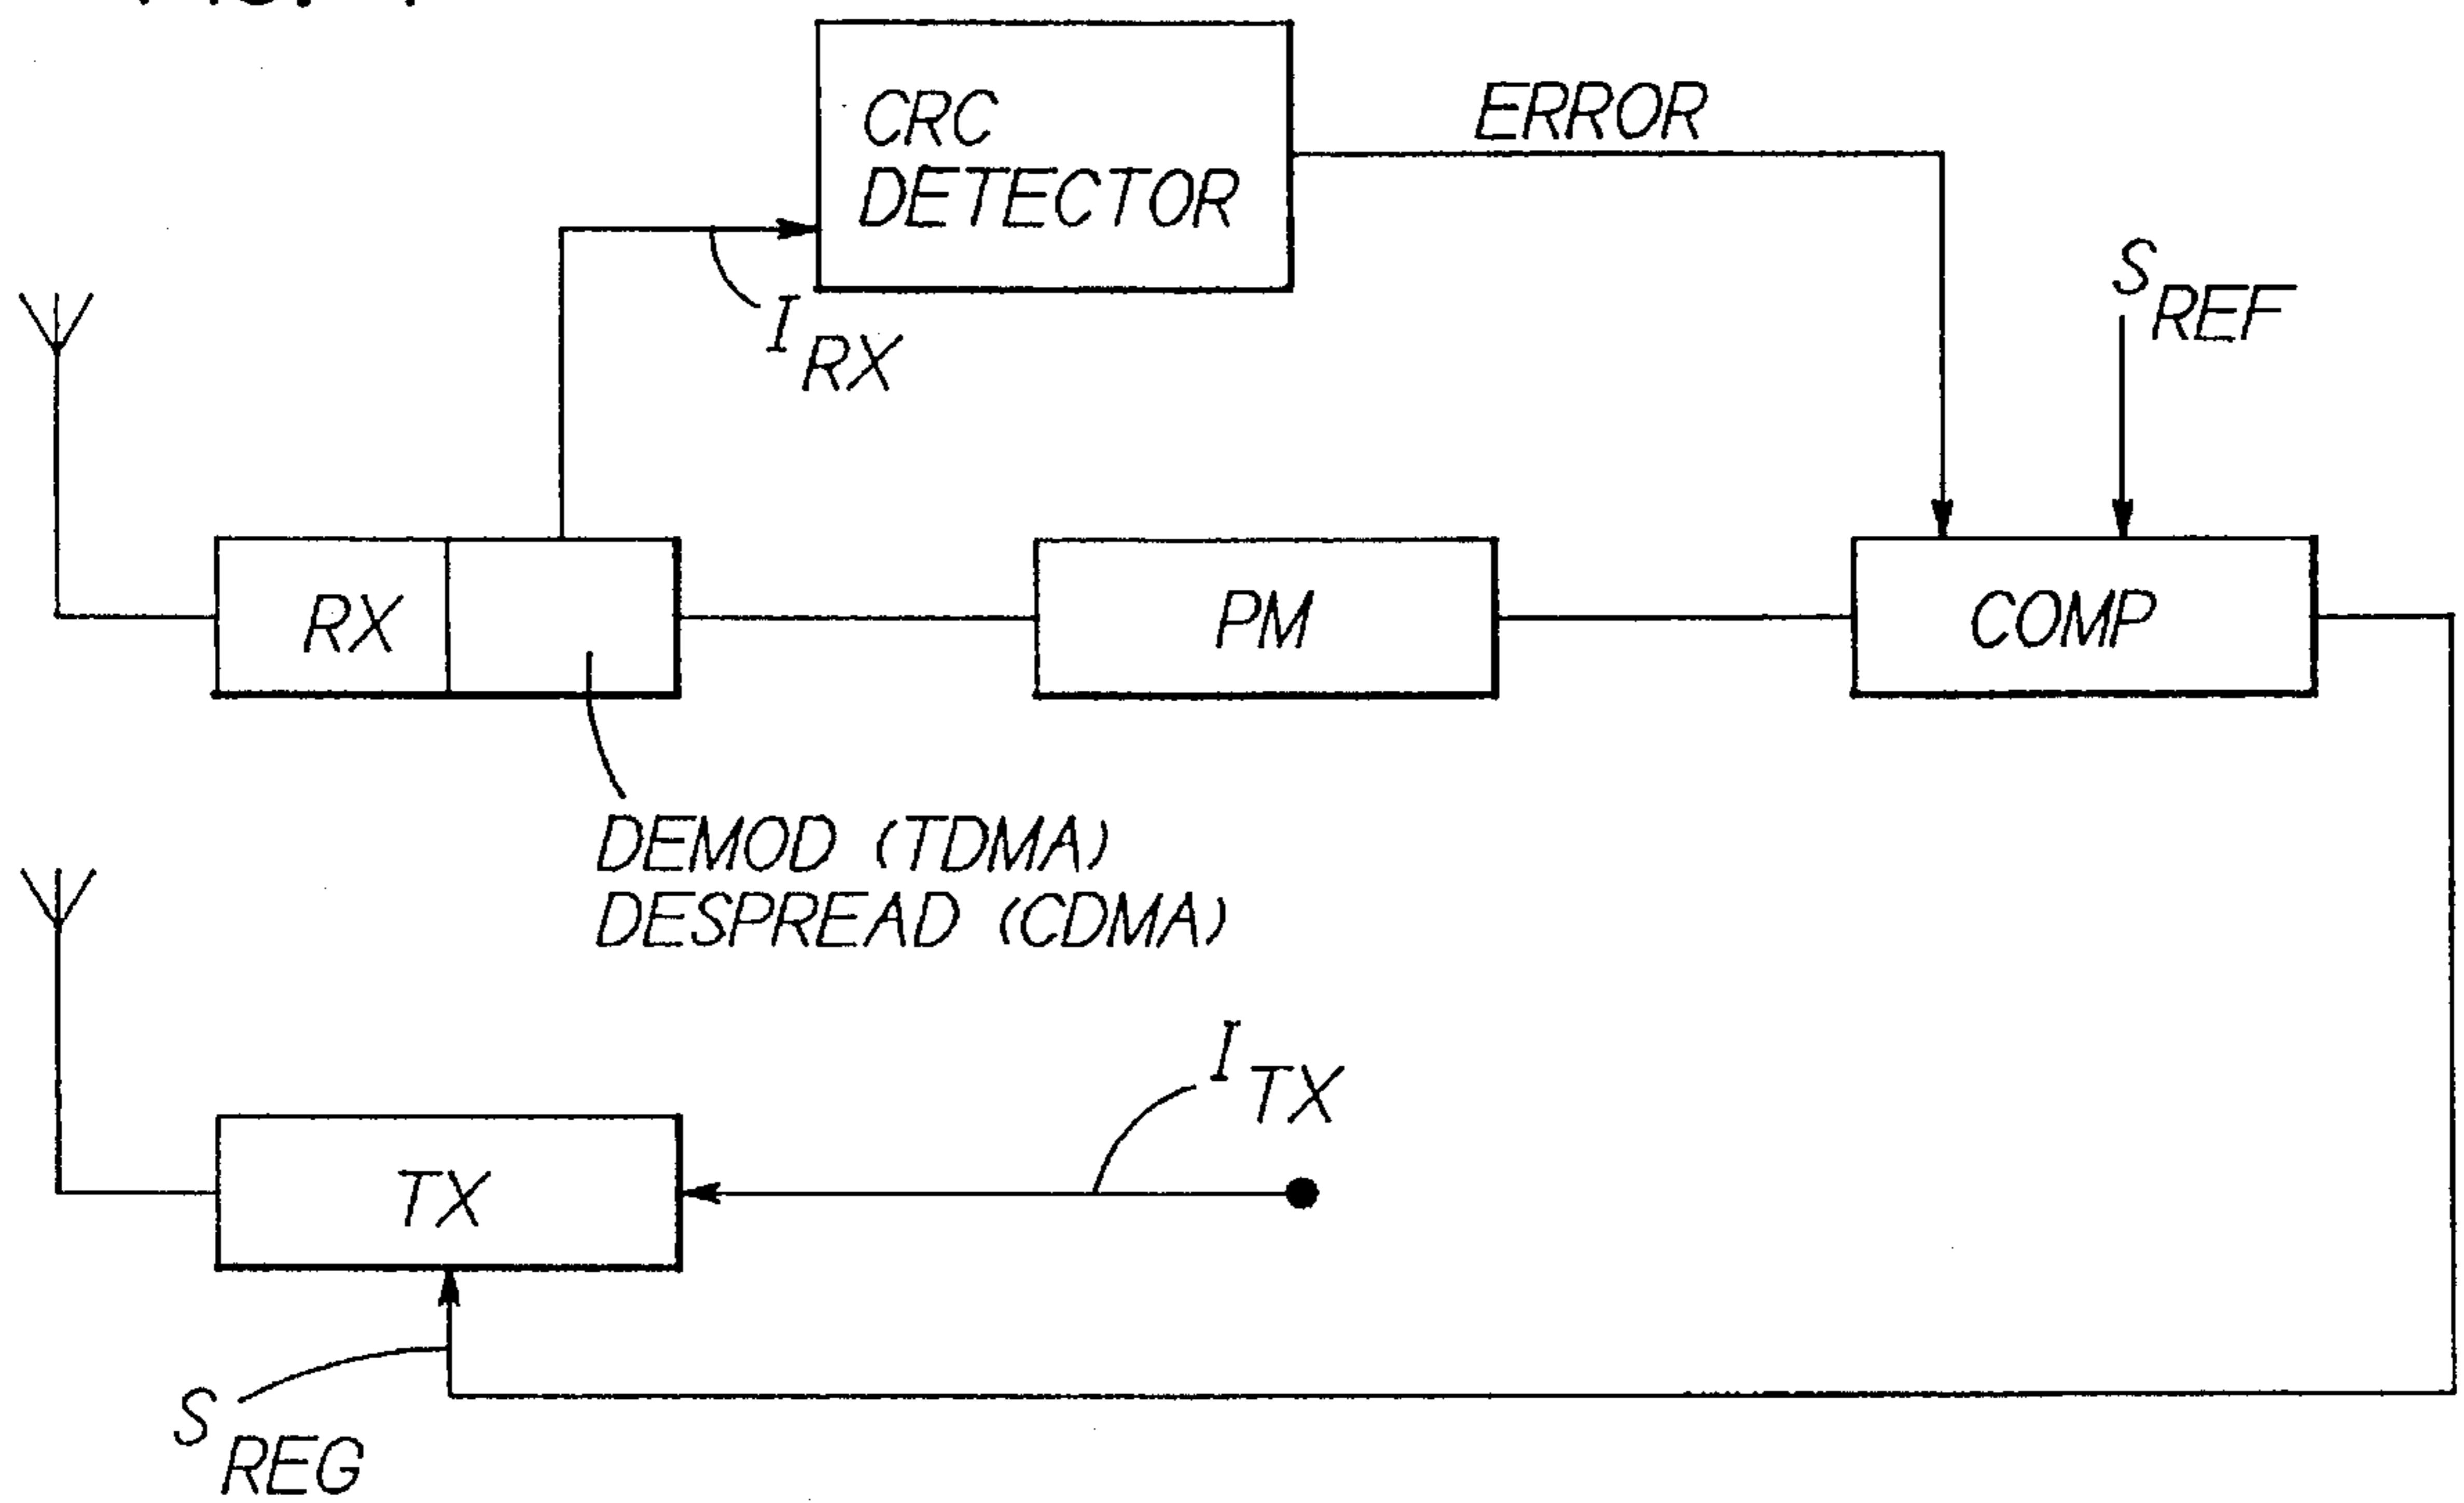 CRC
DETECTOR
ERROR
I RX
S REF
RX
PM
COMP
DEMOD (TDMA)
DESPREAD (CDMA)
I TX
TX
S REG